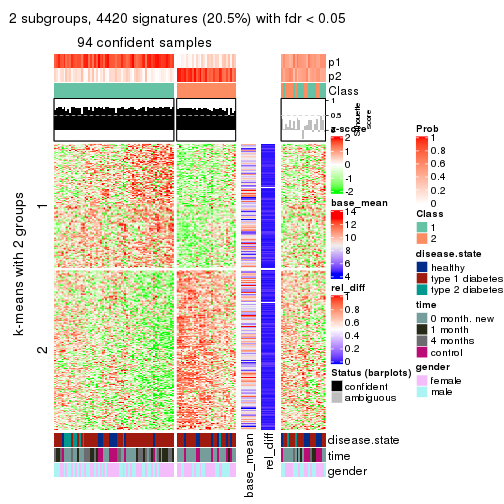 2 subgroups, 4420 signatures (20.5%) with fdr < 0.05
94 confident samples
p1
p2
Class
1
0.5
0
Silhouette
score
k-means with 2 groups
1
2
base_mean
rel_diff
disease.state
time
gender
z-score
2
1
0
-1
-2
base_mean
14
12
10
8
6
4
rel_diff
1
0.8
0.6
0.4
0.2
0
Status (barplots)
confident
ambiguous
Prob
1
0.8
0.6
0.4
0.2
0
Class
1
2
disease.state
healthy
type 1 diabetes
type 2 diabetes
time
0 month. new
1 month
4 months
control
gender
female
male